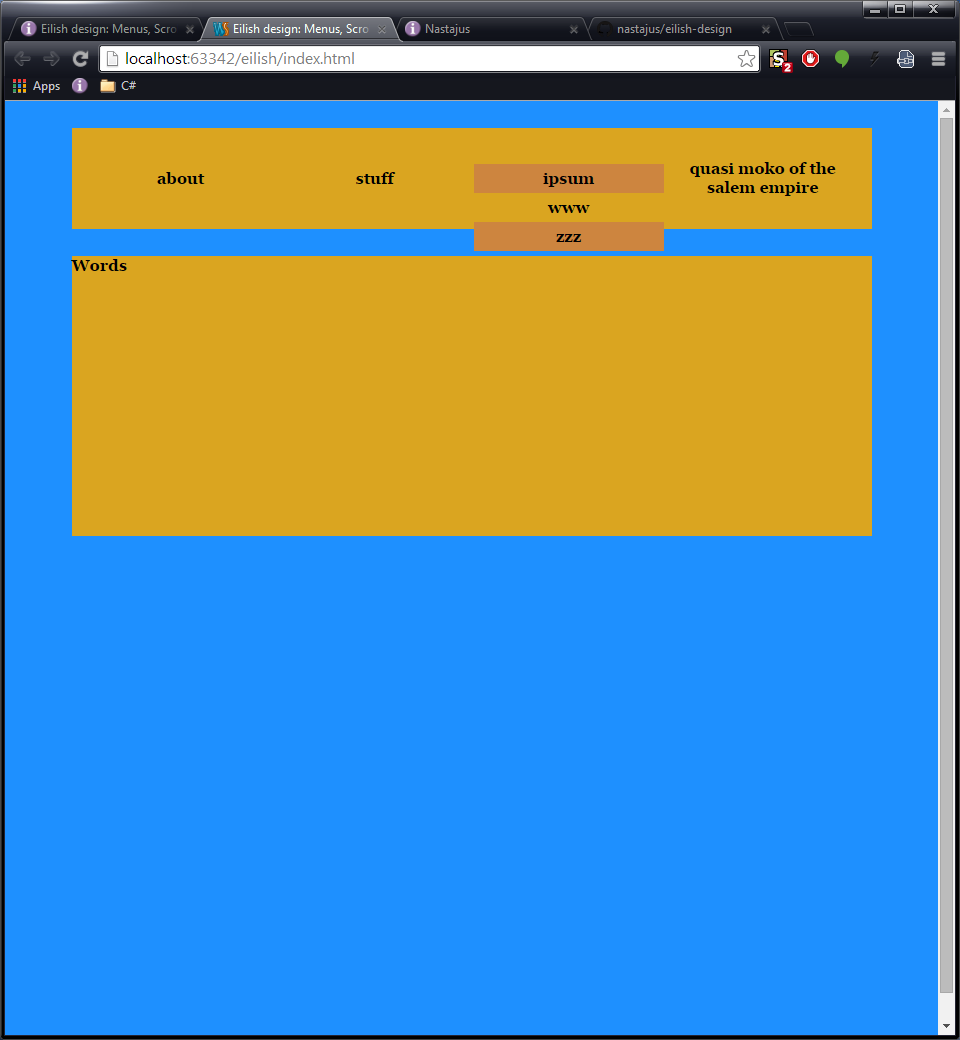 Eilish design: Menus, Scro
Eilish design: Menus, Scro
Nastajus
nastajus/eilish-design
localhost:63342/eilish/index.html
2
Apps
C#
about
stuff
ipsum
quasi moko of the
salem empire
www
zzz
Words